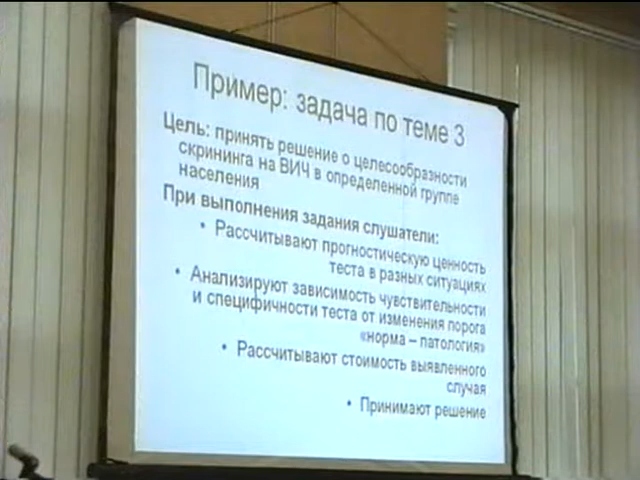 Пример: задача по теме 3
Цель: принять решение о целесообразности
скрининга на ВИЧ в определенной группе
населения
При выполнения задания слушатели:
• Рассчитывают прогностическую ценность
теста в разных ситуациях
• Анализируют зависимость чувствительности
и специфичности теста от изменения порога
«норма – патология»
• Рассчитывают стоимость выявленного
случая
• Принимают решение